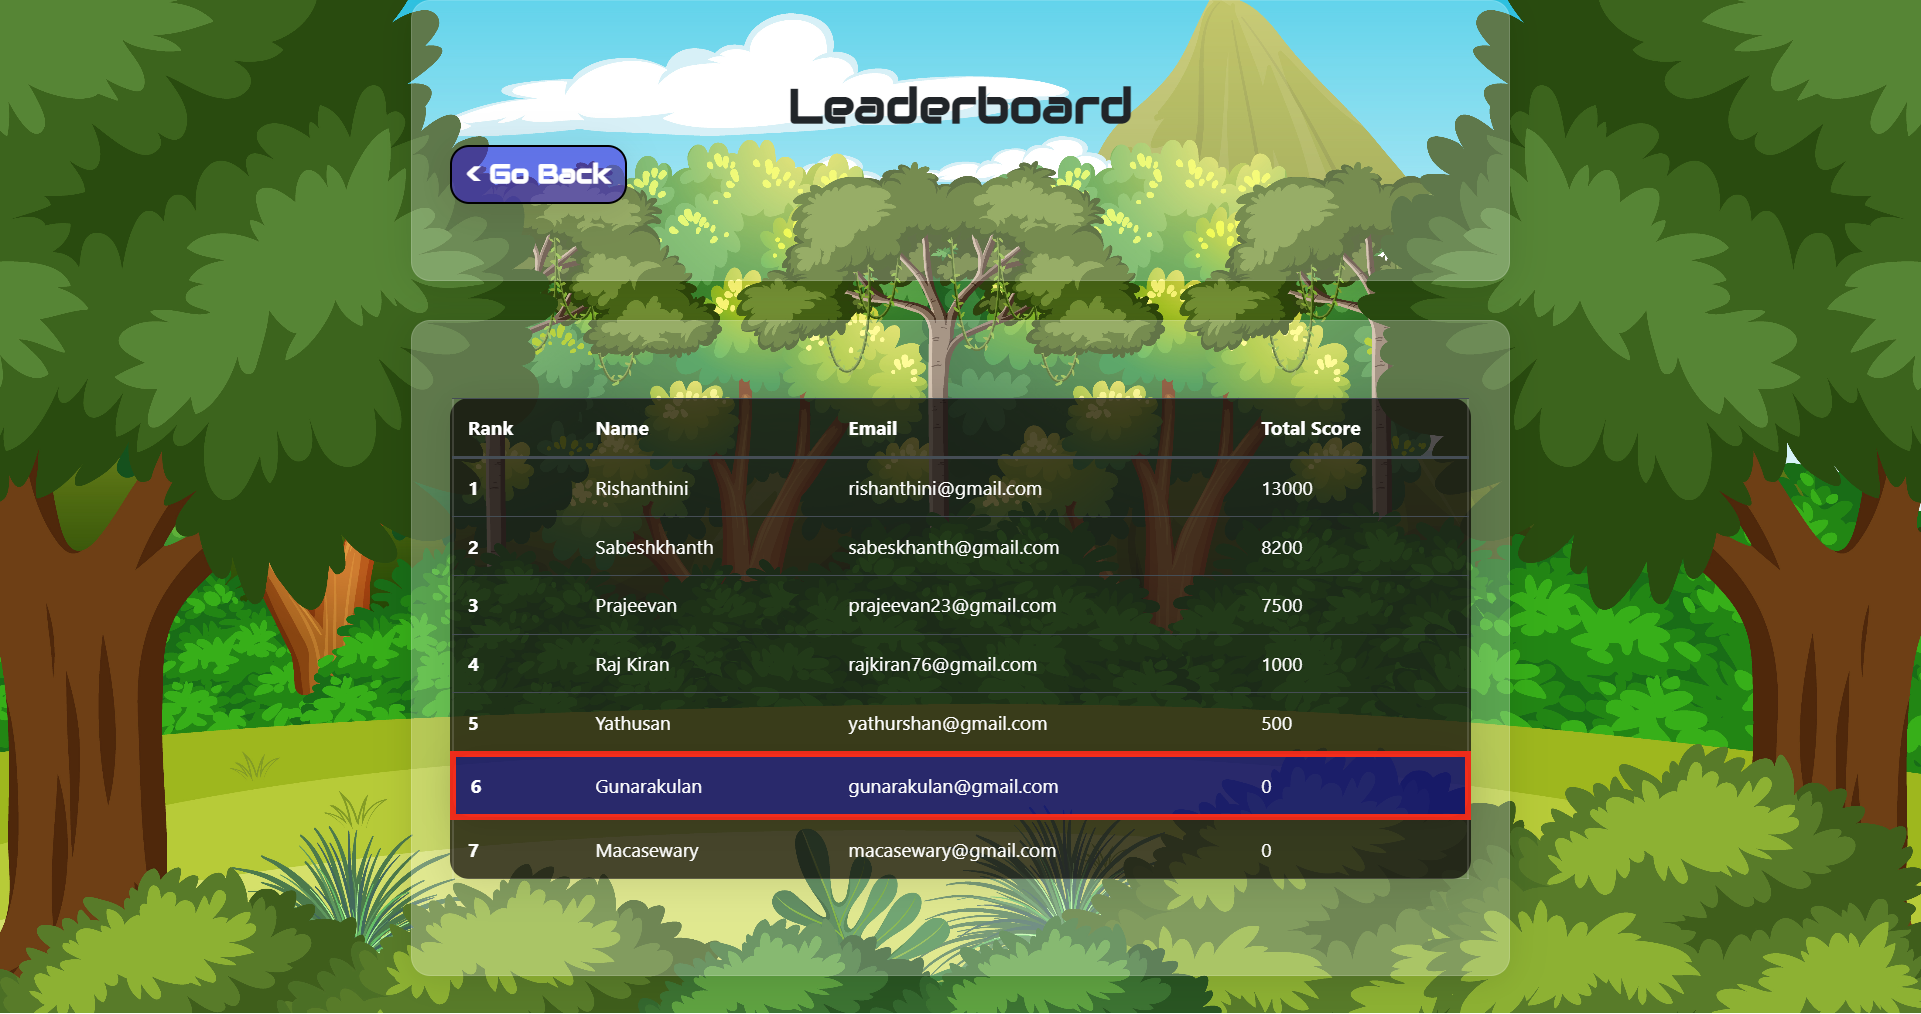 Leaderboard
< Go Back
Rank Name Email Total Score
1 Rishanthini rishanthini@gmail.com 13000
2 Sabeshkhanth sabeskhanth@gmail.com 8200
3 Prajeevan prajeevan23@gmail.com 7500
4 Raj Kiran rajkiran76@gmail.com 1000
5 Yathusan yathurshan@gmail.com 500
6 Gunarakulan gunarakulan@gmail.com 0
7 Macasewary macasewary@gmail.com 0